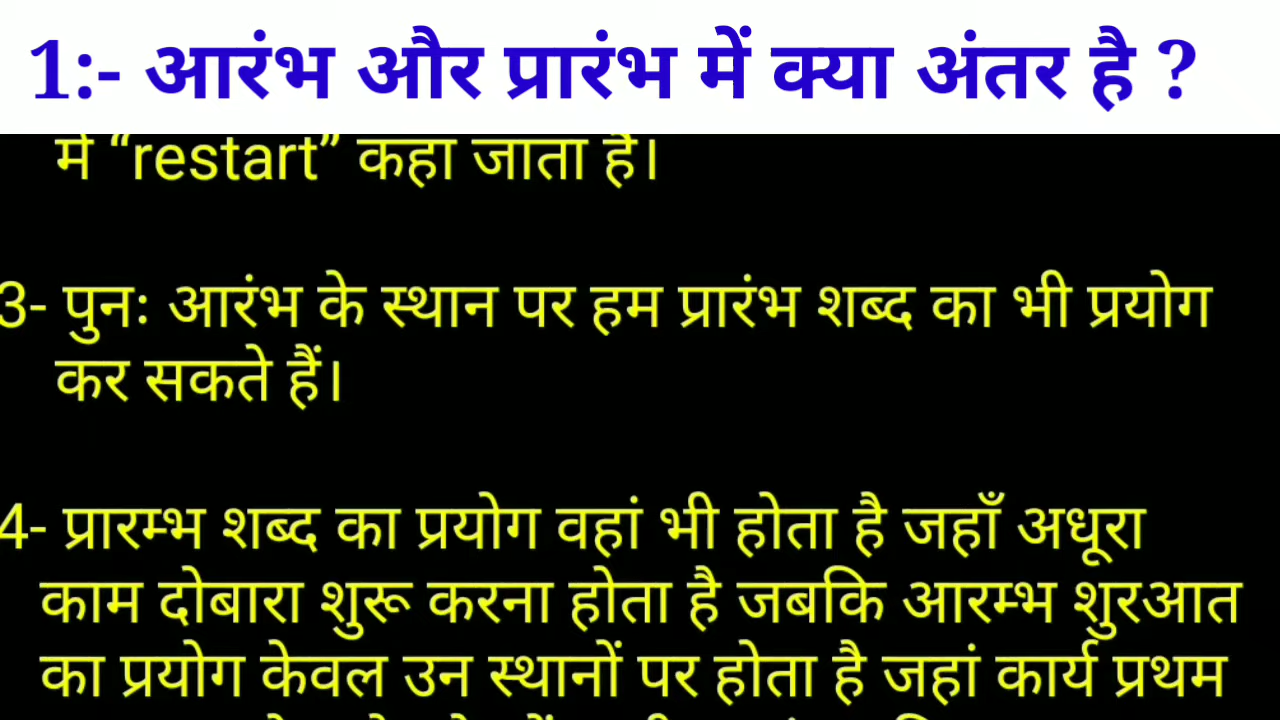 1:- आरंभ और प्रारंभ में क्या अंतर है ?
में “restart” कहा जाता है।
3- पुनः आरंभ के स्थान पर हम प्रारंभ शब्द का भी प्रयोग
कर सकते हैं।
4- प्रारम्भ शब्द का प्रयोग वहां भी होता है जहाँ अधूरा
काम दोबारा शुरू करना होता है जबकि आरम्भ शुरआत
का प्रयोग केवल उन स्थानों पर होता है जहां कार्य प्रथम